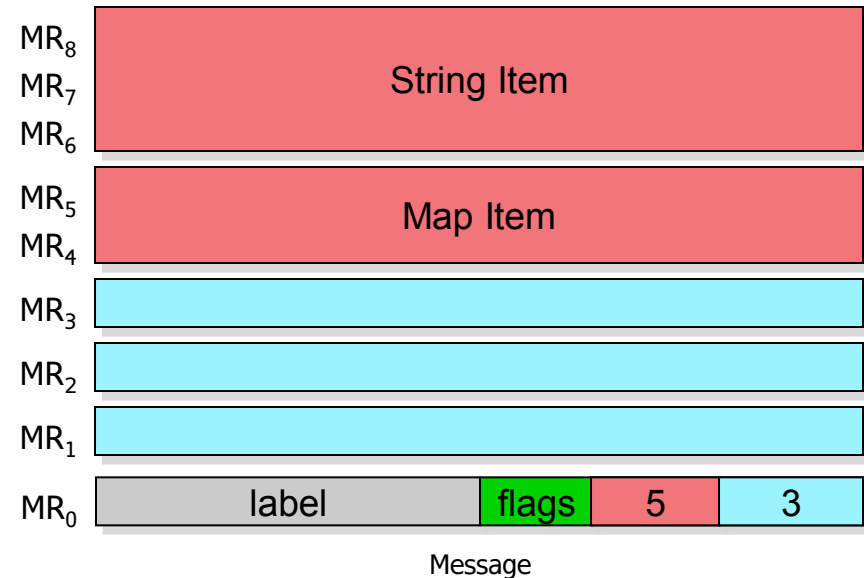 MR₈
MR₇ String Item
MR₆
MR₅
Map Item
MR₄
MR₃
MR₂
MR₁
MR₀ label flags 5 3
Message